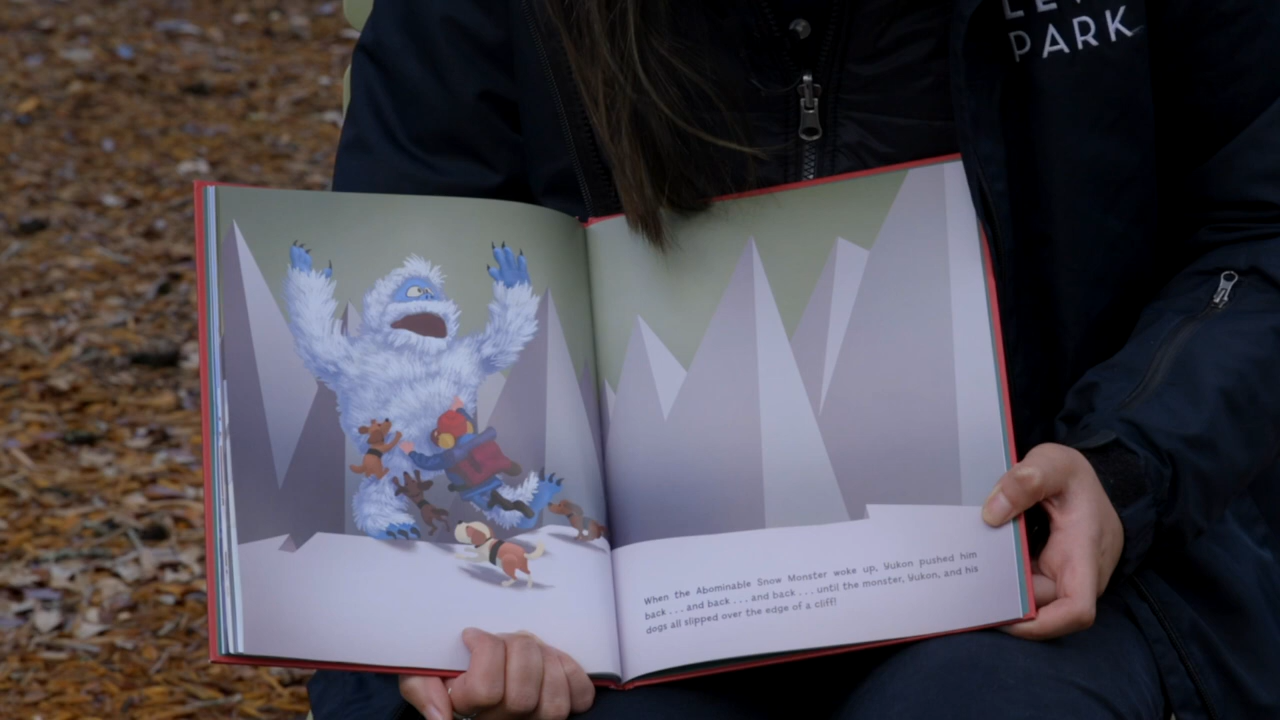 PARK
When the Abominable Snow Monster woke up, Yukon pushed him
back . . . and back . . . and back . . . until the monster, Yukon, and his
dogs all slipped over the edge of a cliff!